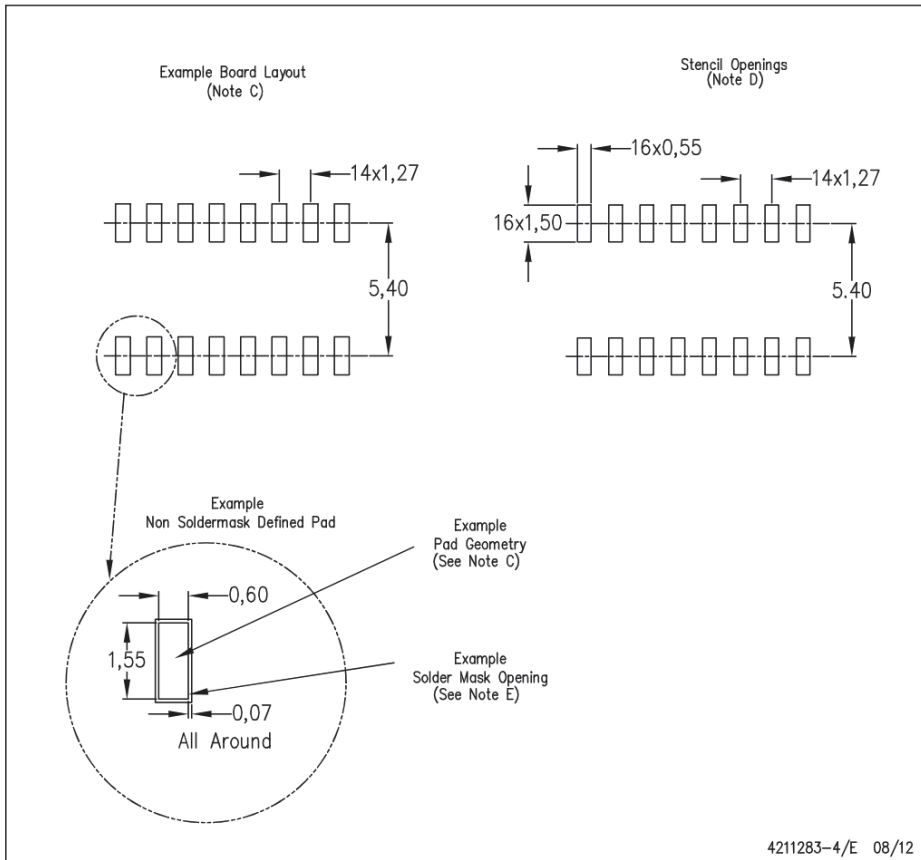 Example Board Layout
(Note C)
Stencil Openings
(Note D)
14x1,27
16x0,55
14x1,27
16x1,50
5,40
5.40
Example
Non Soldermask Defined Pad
Example
Pad Geometry
(See Note C)
0,60
1,55
Example
Solder Mask Opening
(See Note E)
0,07
All Around
4211283-4/E 08/12